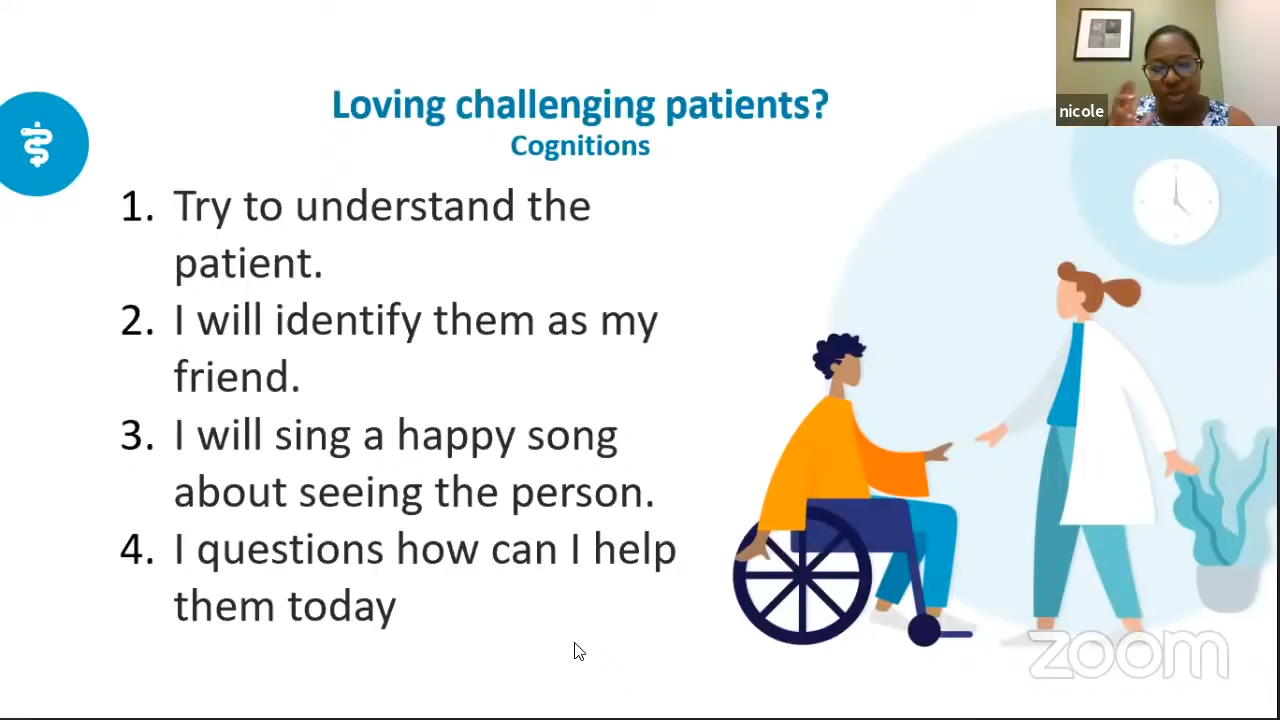 Loving challenging patients?
Cognitions
nicole
1. Try to understand the
patient.
2. I will identify them as my
friend.
3. I will sing a happy song
about seeing the person.
4. I questions how can I help
them today
zoom